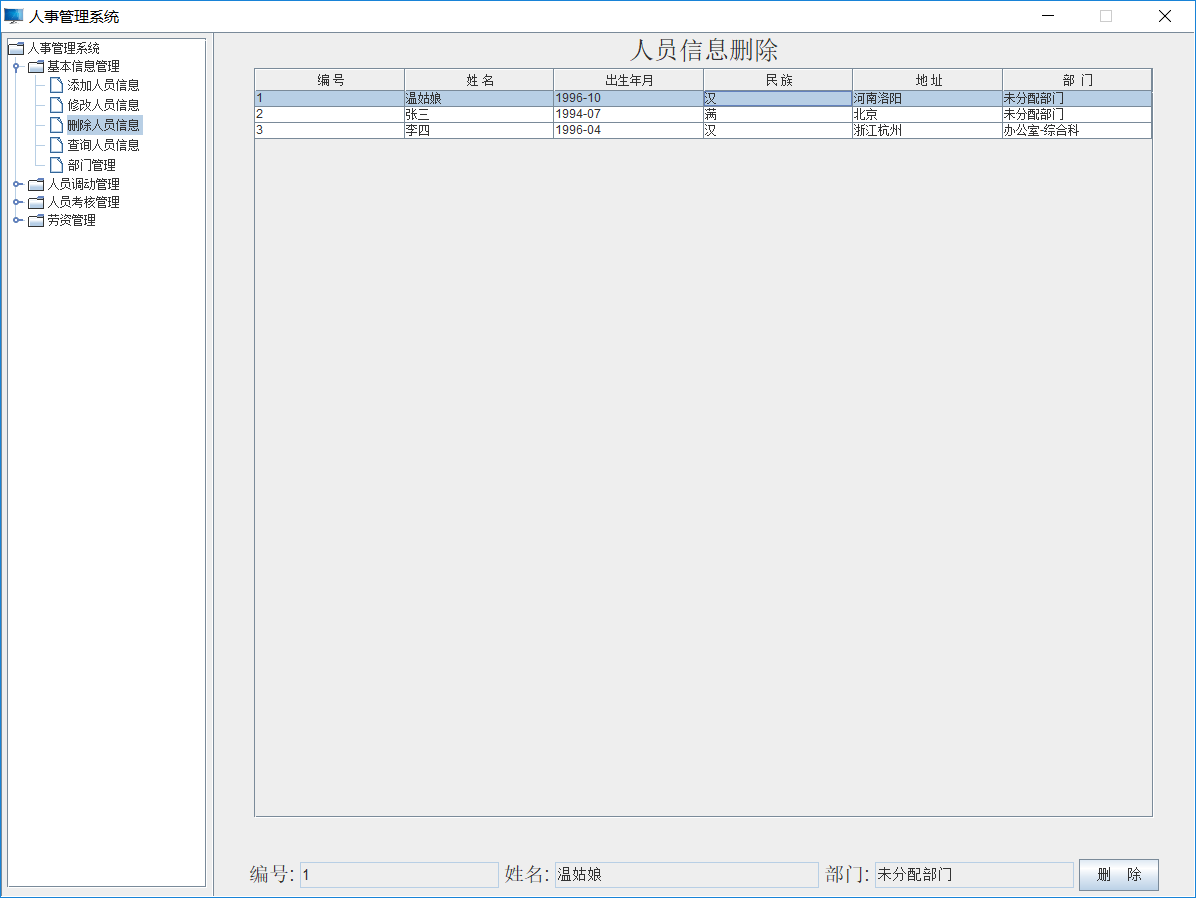 人事管理系统
人事管理系统
基本信息管理
添加人员信息
修改人员信息
删除人员信息
查询人员信息
部门管理
人员调动管理
人员考核管理
劳资管理
人员信息删除
编号 姓名 出生年月 民族 地址 部 门
1 温姑娘 1996-10 汉 河南洛阳 未分配部门
2 张三 1994-07 满 北京 未分配部门
3 李四 1996-04 汉 浙江杭州 办公室-综合科
编号: 1 姓名: 温姑娘 部门: 未分配部门 删 除